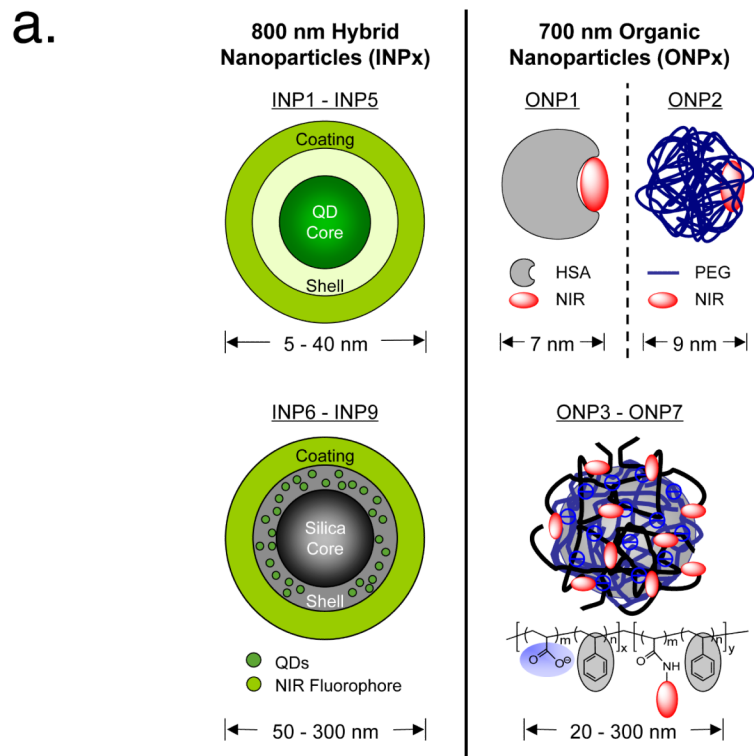 a.
800 nm Hybrid
Nanoparticles (INPx)
INP1 - INP5
Coating
QD
Core
Shell
5 - 40 nm
INP6 - INP9
Coating
Silica
Core
Shell
QDs
NIR Fluorophore
50 - 300 nm
700 nm Organic
Nanoparticles (ONPx)
ONP1
HSA
NIR
7 nm
ONP2
PEG
NIR
9 nm
ONP3 - ONP7
m n x m n y
O O⊖ O NH
20 - 300 nm